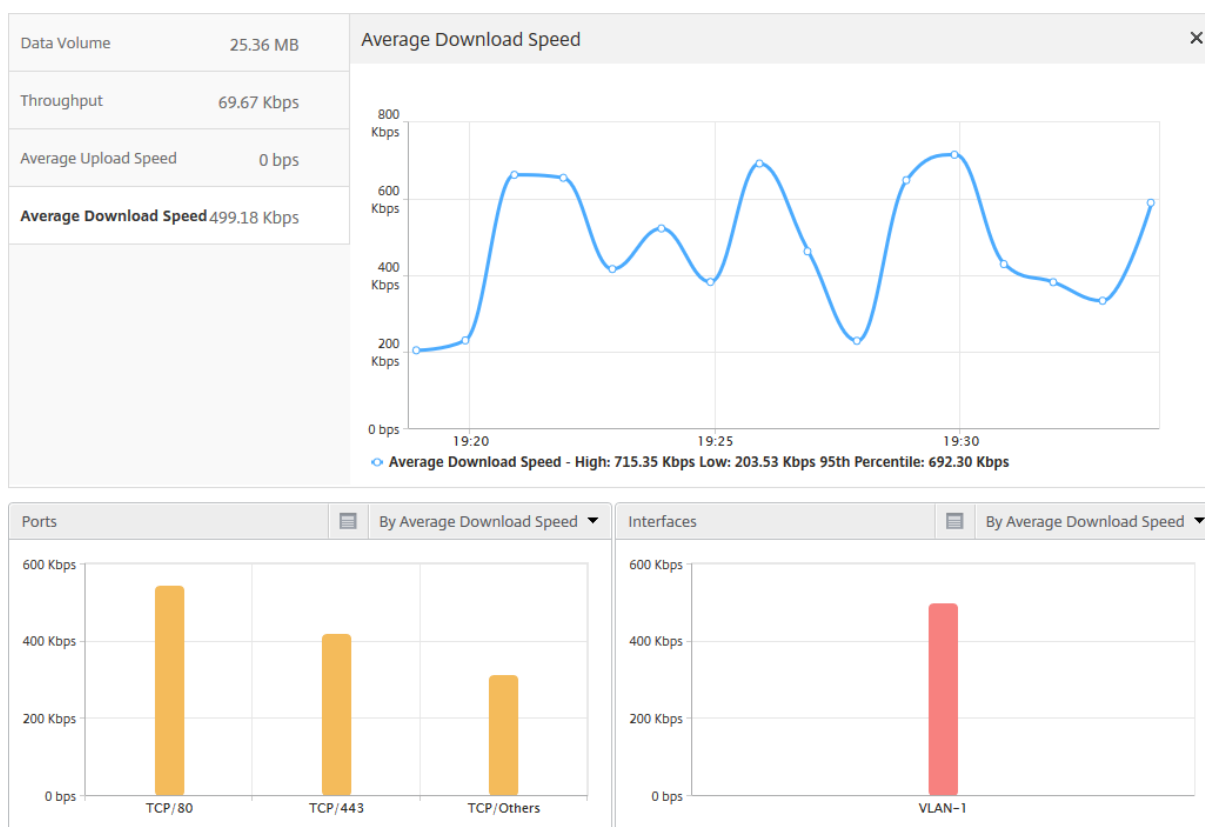 Data Volume 25.36 MB
Throughput 69.67 Kbps
Average Upload Speed 0 bps
Average Download Speed 499.18 Kbps
Average Download Speed ×
800
Kbps
600
Kbps
400
Kbps
200
Kbps
0 bps
19:20 19:25 19:30
Average Download Speed - High: 715.35 Kbps Low: 203.53 Kbps 95th Percentile: 692.30 Kbps
Ports By Average Download Speed
600 Kbps
400 Kbps
200 Kbps
0 bps
TCP/80 TCP/443 TCP/Others
Interfaces By Average Download Speed
600 Kbps
400 Kbps
200 Kbps
0 bps
VLAN-1